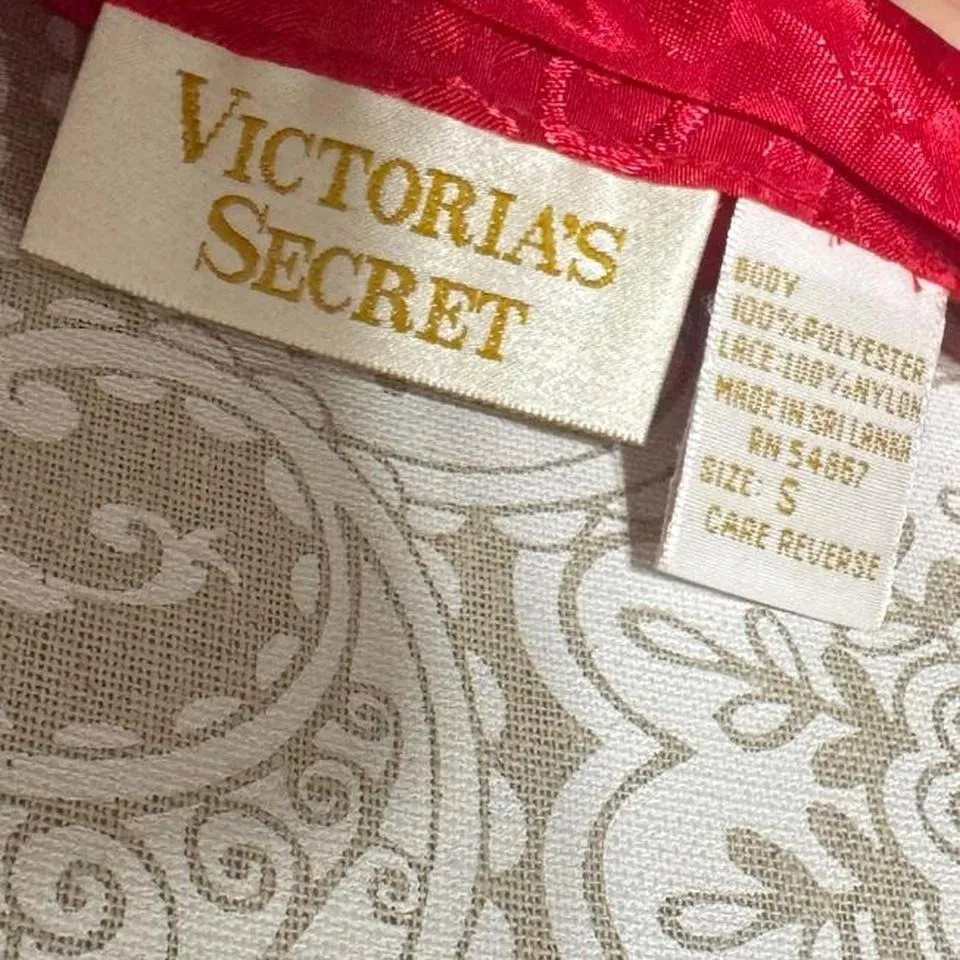 VICTORIA'S
SECRET
BODY
100%POLYESTER
LACE:100%NYLON
MADE IN SRI LANKA
RN 54867
SIZE: S
CARE REVERSE